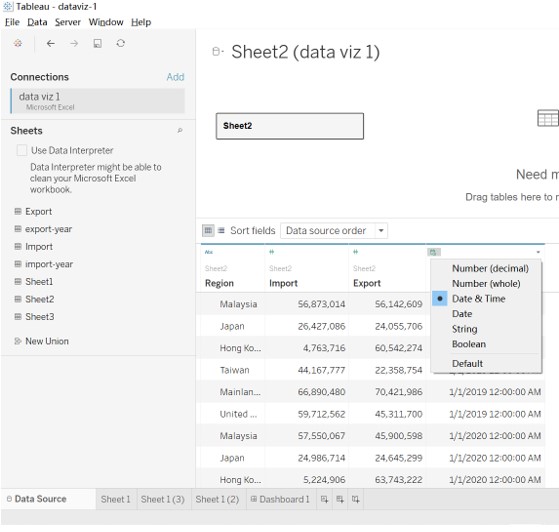 Tableau - dataviz-1
File Data Server Window Help
Connections Add
data viz 1
Microsoft Excel
Sheets
Use Data Interpreter
Data Interpreter might be able to
clean your Microsoft Excel
workbook.
Export
export-year
Import
import-year
Sheet1
Sheet2
Sheet3
New Union
Sheet2 (data viz 1)
Sheet2
Need m
Drag tables here to r
Sort fields Data source order
Abc # #
Sheet2 Sheet2 Sheet2
Region Import Export
Number (decimal)
Number (whole)
Date & Time
Date
String
Boolean
Default
Malaysia 56,873,014 56,142,609
Japan 26,427,086 24,055,706
Hong Ko... 4,763,716 60,542,274
Taiwan 44,167,777 22,358,754
Mainlan... 66,890,480 70,421,986 1/1/2019 12:00:00 AM
United ... 59,712,562 45,311,700 1/1/2019 12:00:00 AM
Malaysia 57,550,067 45,900,598 1/1/2020 12:00:00 AM
Japan 24,986,714 24,645,299 1/1/2020 12:00:00 AM
Hong Ko... 5,224,906 63,743,222 1/1/2020 12:00:00 AM
Data Source Sheet 1 Sheet 1 (3) Sheet 1 (2) Dashboard 1